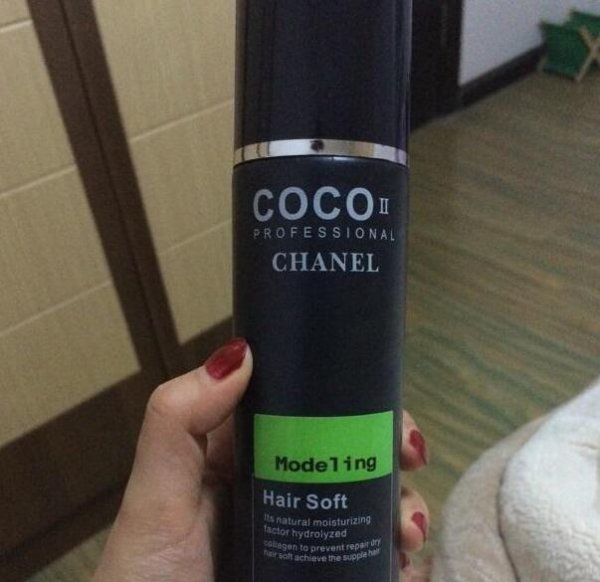 COCO II
PROFESSIONAL
CHANEL
Modeling
Hair Soft
Its natural moisturizing
factor hydrolyzed
collagen to prevent repair dry
hair soft achieve the supple hair